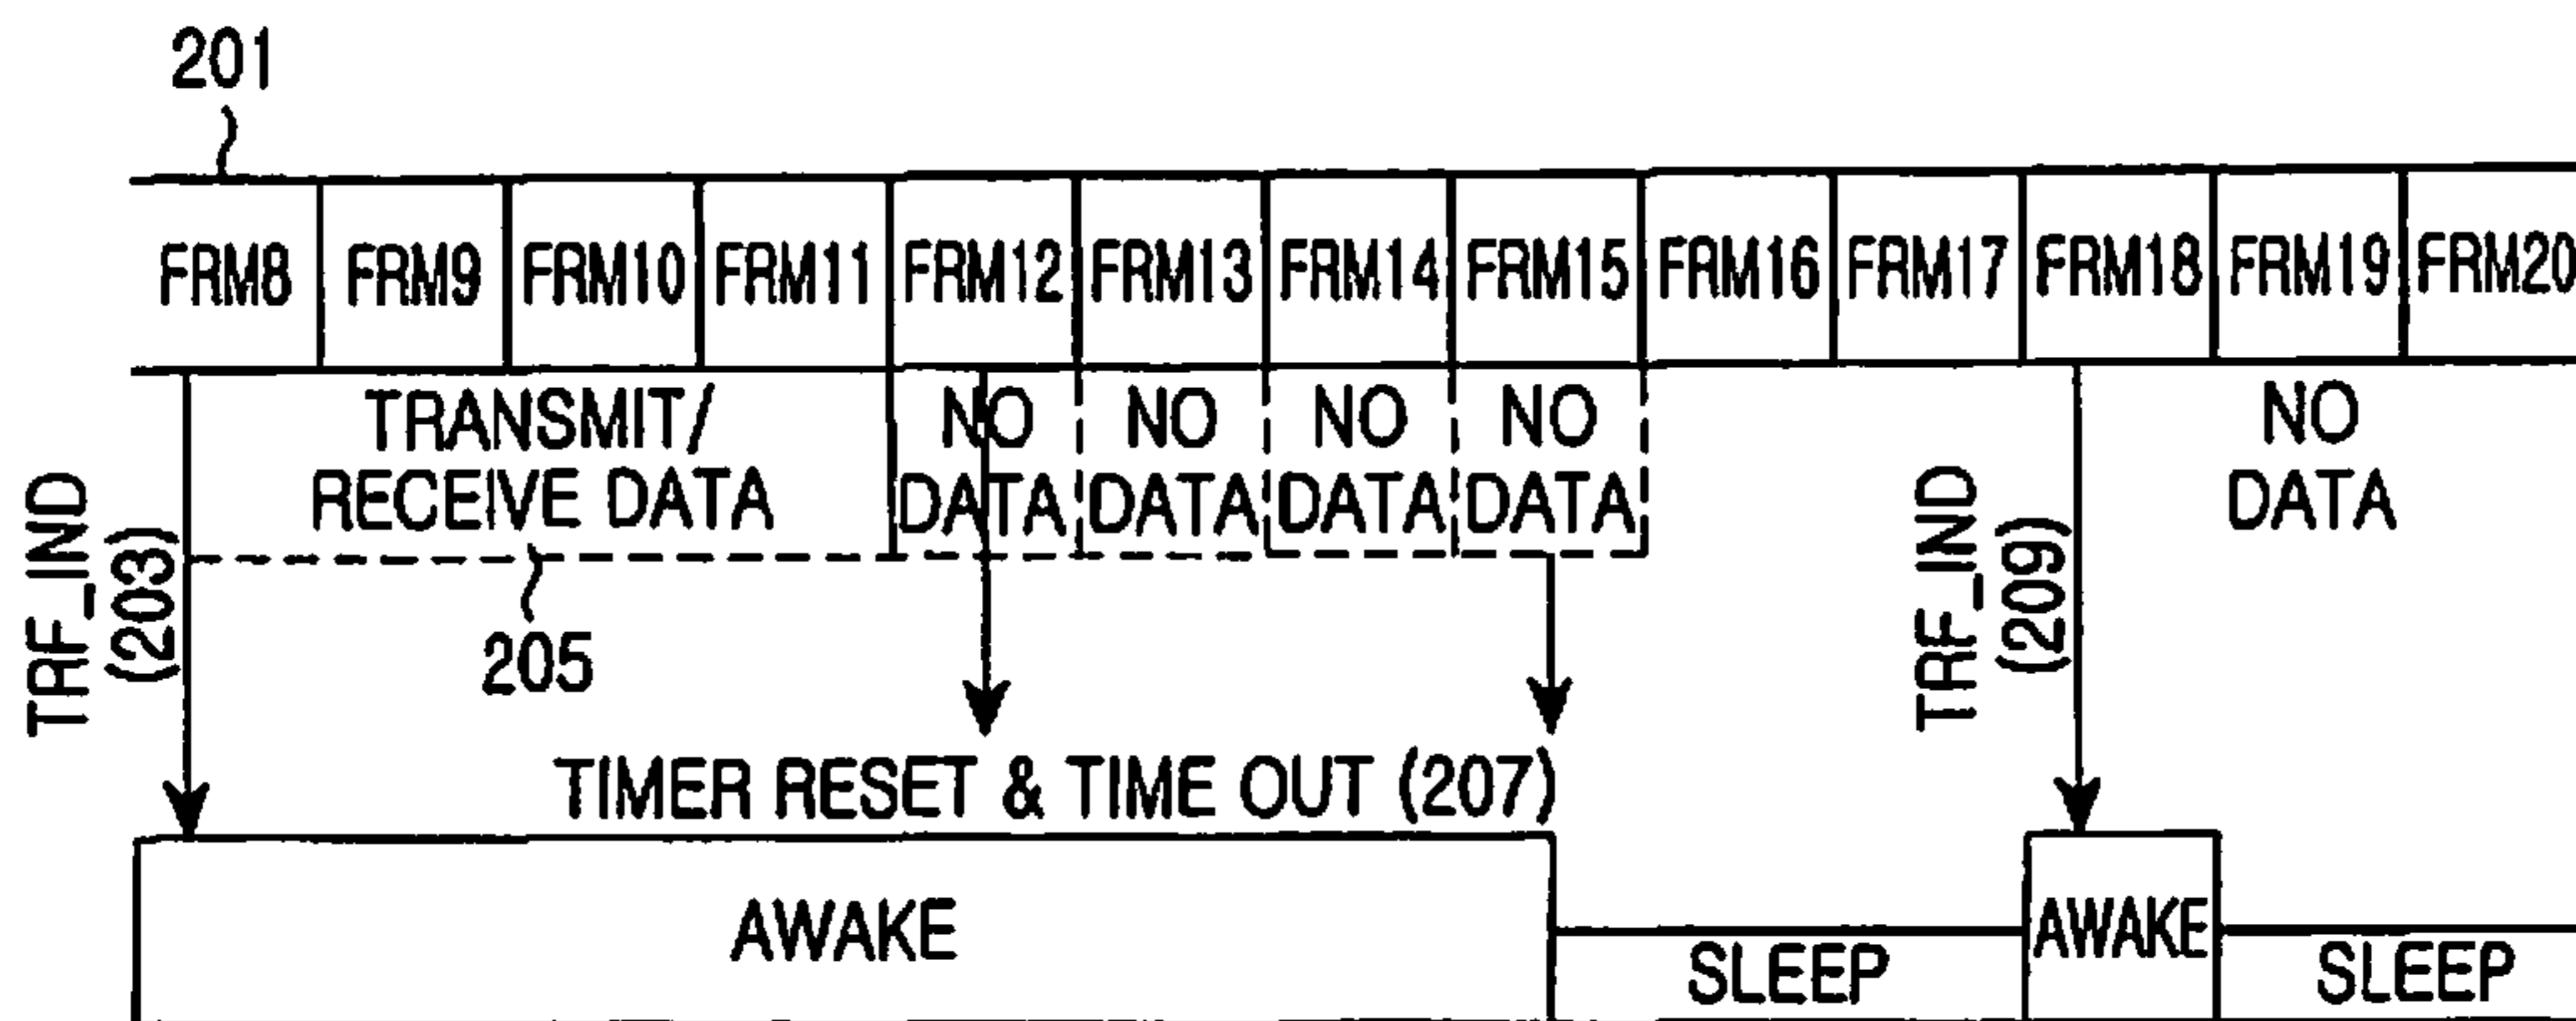 201
FRM8 FRM9 FRM10 FRM11 FRM12 FRM13 FRM14 FRM15 FRM16 FRM17 FRM18 FRM19 FRM20
TRANSMIT/
RECEIVE DATA
NO
DATA
NO
DATA
NO
DATA
NO
DATA
NO
DATA
TRF_IND
(203)
205
TRF_IND
(209)
TIMER RESET & TIME OUT (207)
AWAKE
SLEEP
AWAKE
SLEEP